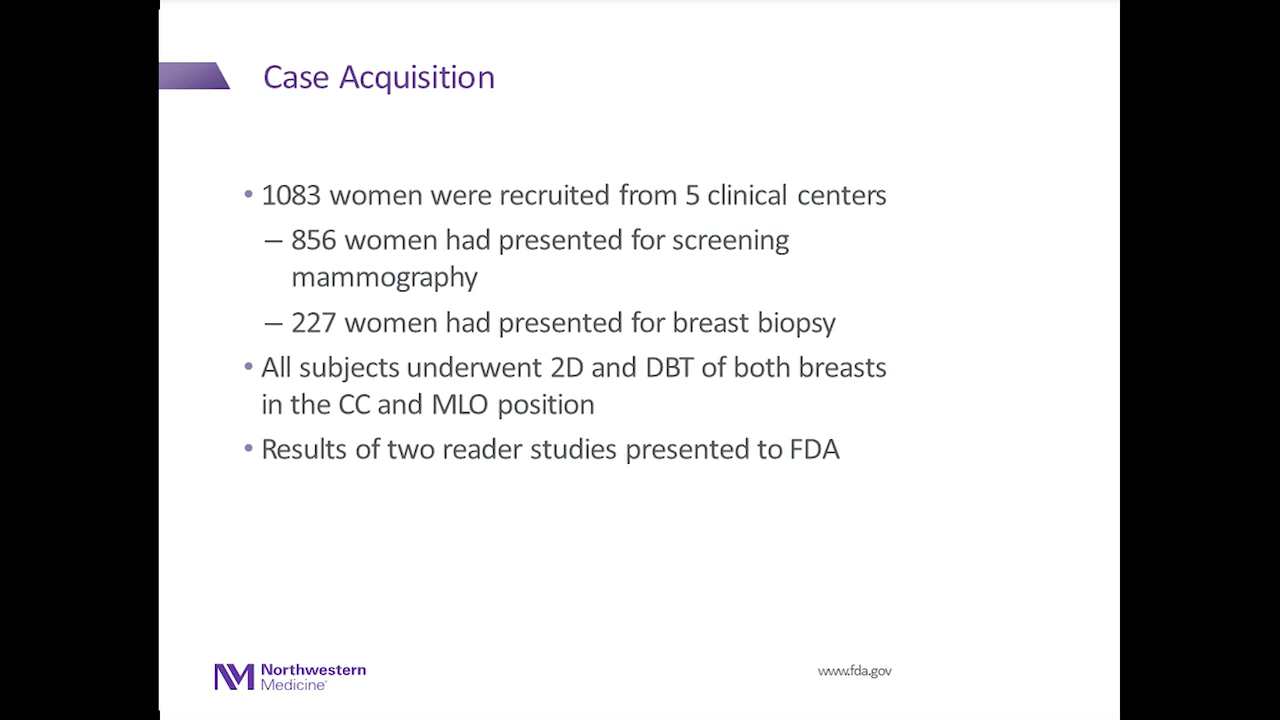 Case Acquisition
• 1083 women were recruited from 5 clinical centers
– 856 women had presented for screening
mammography
– 227 women had presented for breast biopsy
• All subjects underwent 2D and DBT of both breasts
in the CC and MLO position
• Results of two reader studies presented to FDA
NM Northwestern
Medicine
www.fda.gov